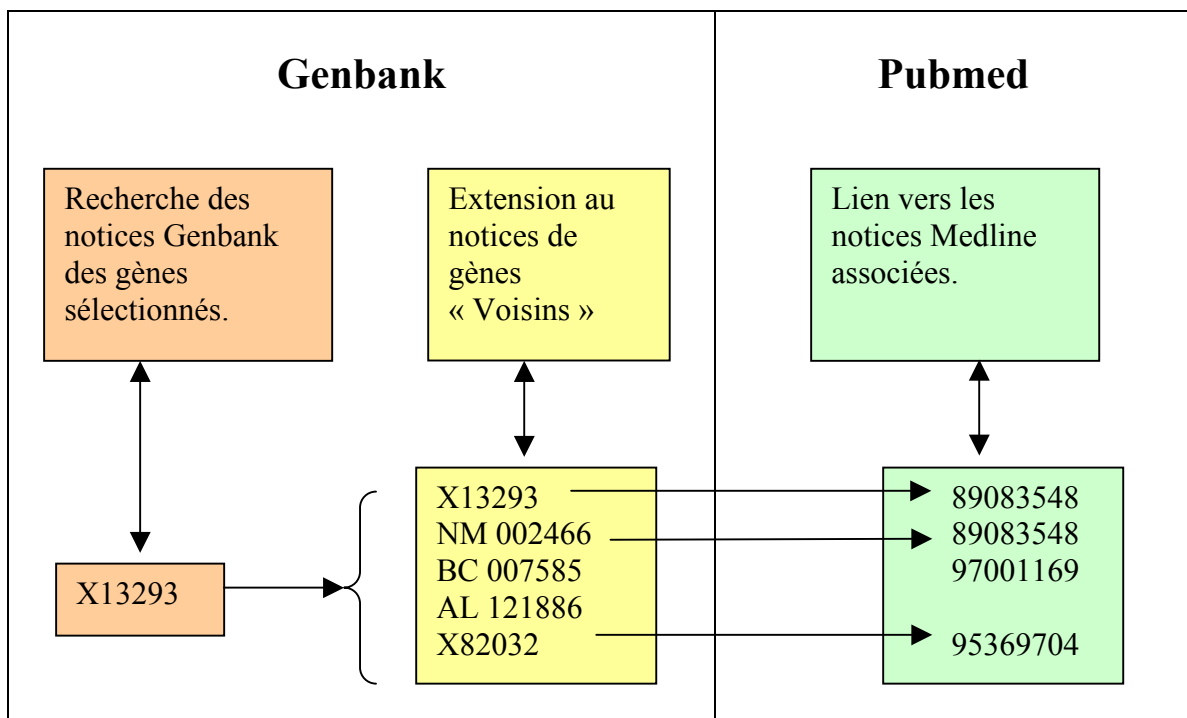 Genbank
Pubmed
Recherche des
notices Genbank
des gènes
sélectionnés.
Extension au
notices de
gènes
« Voisins »
Lien vers les
notices Medline
associées.
X13293
X13293
NM 002466
BC 007585
AL 121886
X82032
89083548
89083548
97001169
95369704